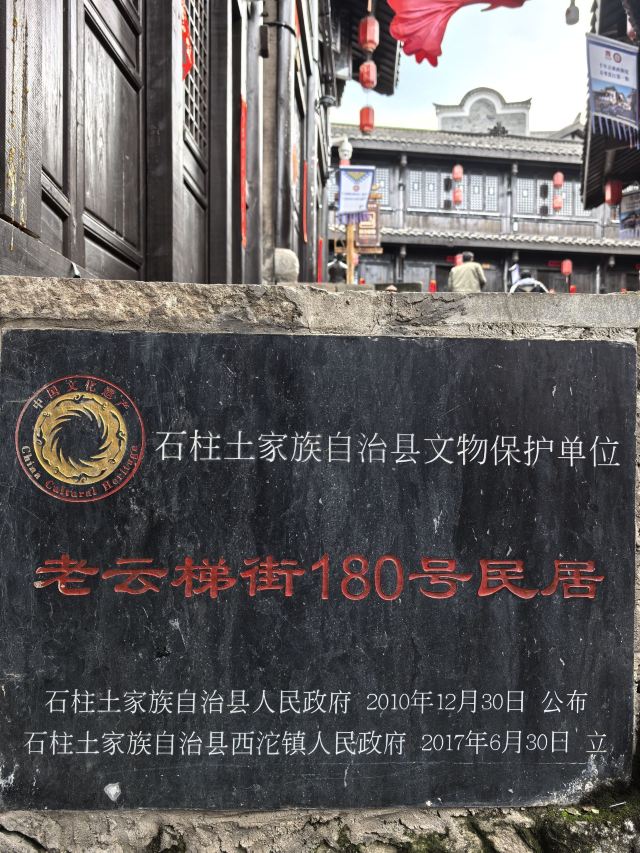 中国文化遗产
China Cultural Heritage
石柱土家族自治县文物保护单位
老云梯街180号民居
石柱土家族自治县人民政府 2010年12月30日 公布
石柱土家族自治县西沱镇人民政府 2017年6月30日 立